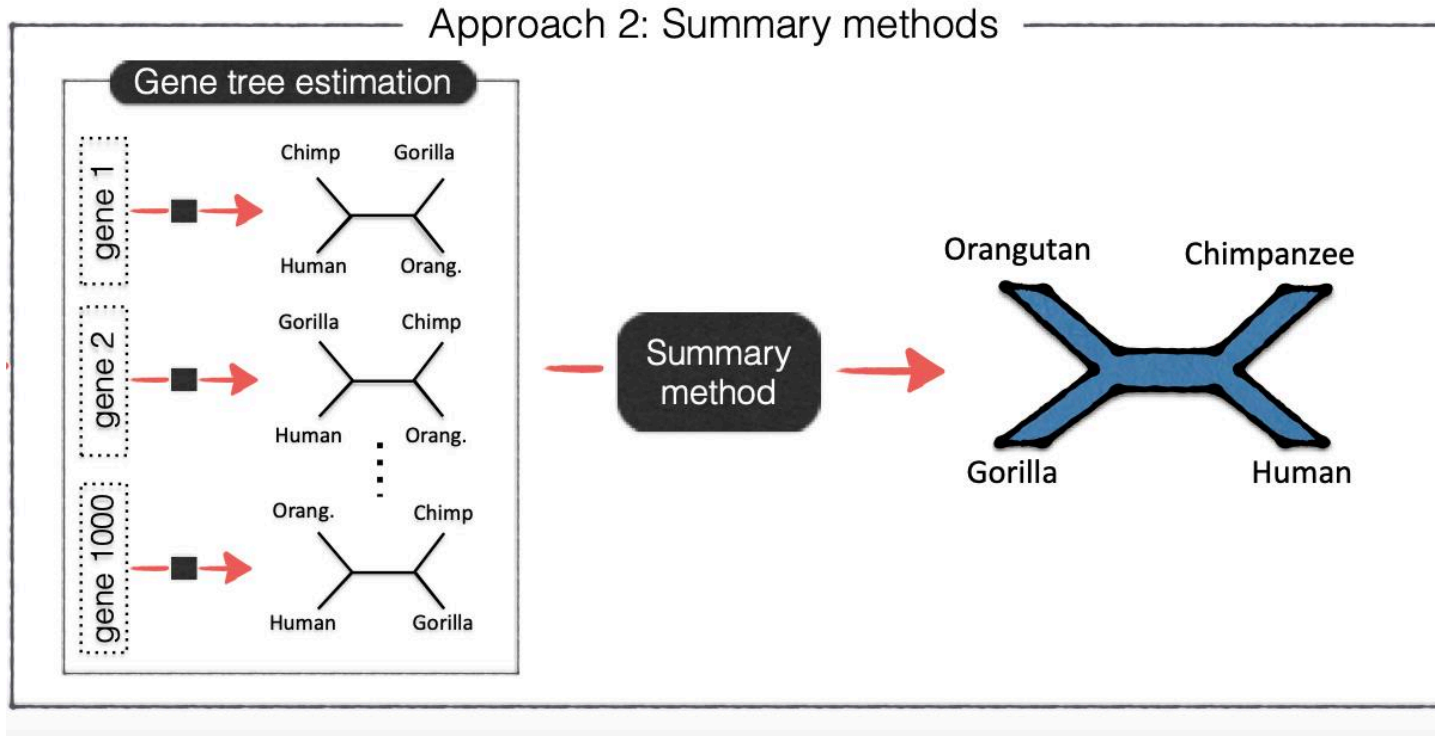 Approach 2: Summary methods
Gene tree estimation
gene 1
Chimp
Gorilla
Human
Orang.
gene 2
Gorilla
Chimp
Human
Orang.
gene 1000
Orang.
Chimp
Human
Gorilla
Summary
method
Orangutan
Chimpanzee
Gorilla
Human